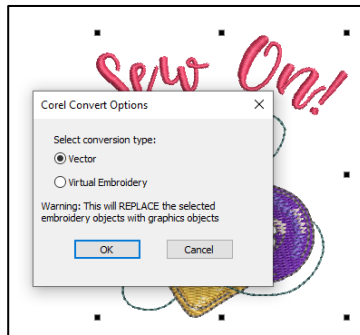 Sew On!
Corel Convert Options
Select conversion type:
Vector
Virtual Embroidery
Warning: This will REPLACE the selected
embroidery objects with graphics objects
OK Cancel